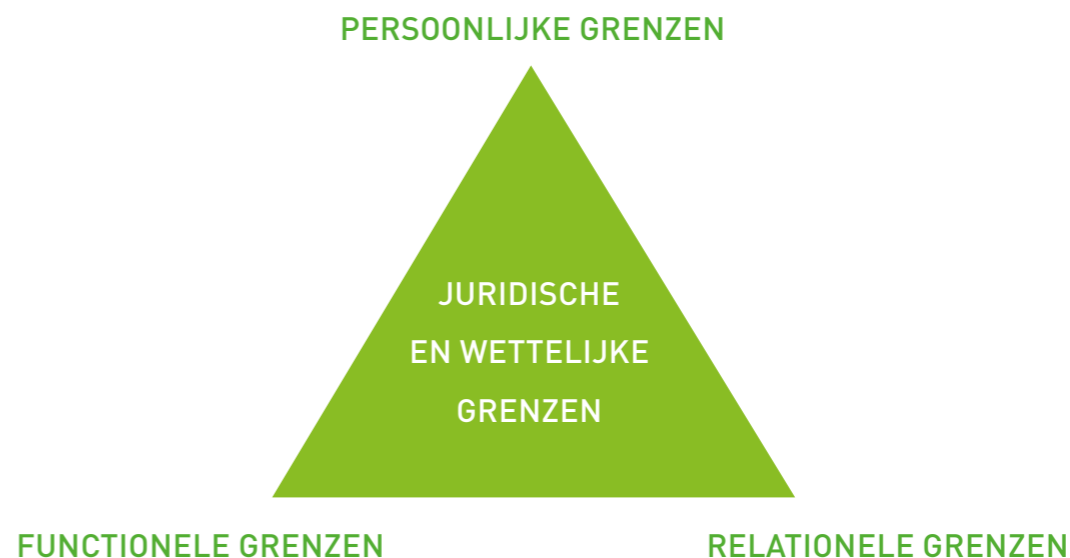 PERSOONLIJKE GRENZEN
JURIDISCHE
EN WETTELIJKE
GRENZEN
FUNCTIONELE GRENZEN
RELATIONELE GRENZEN